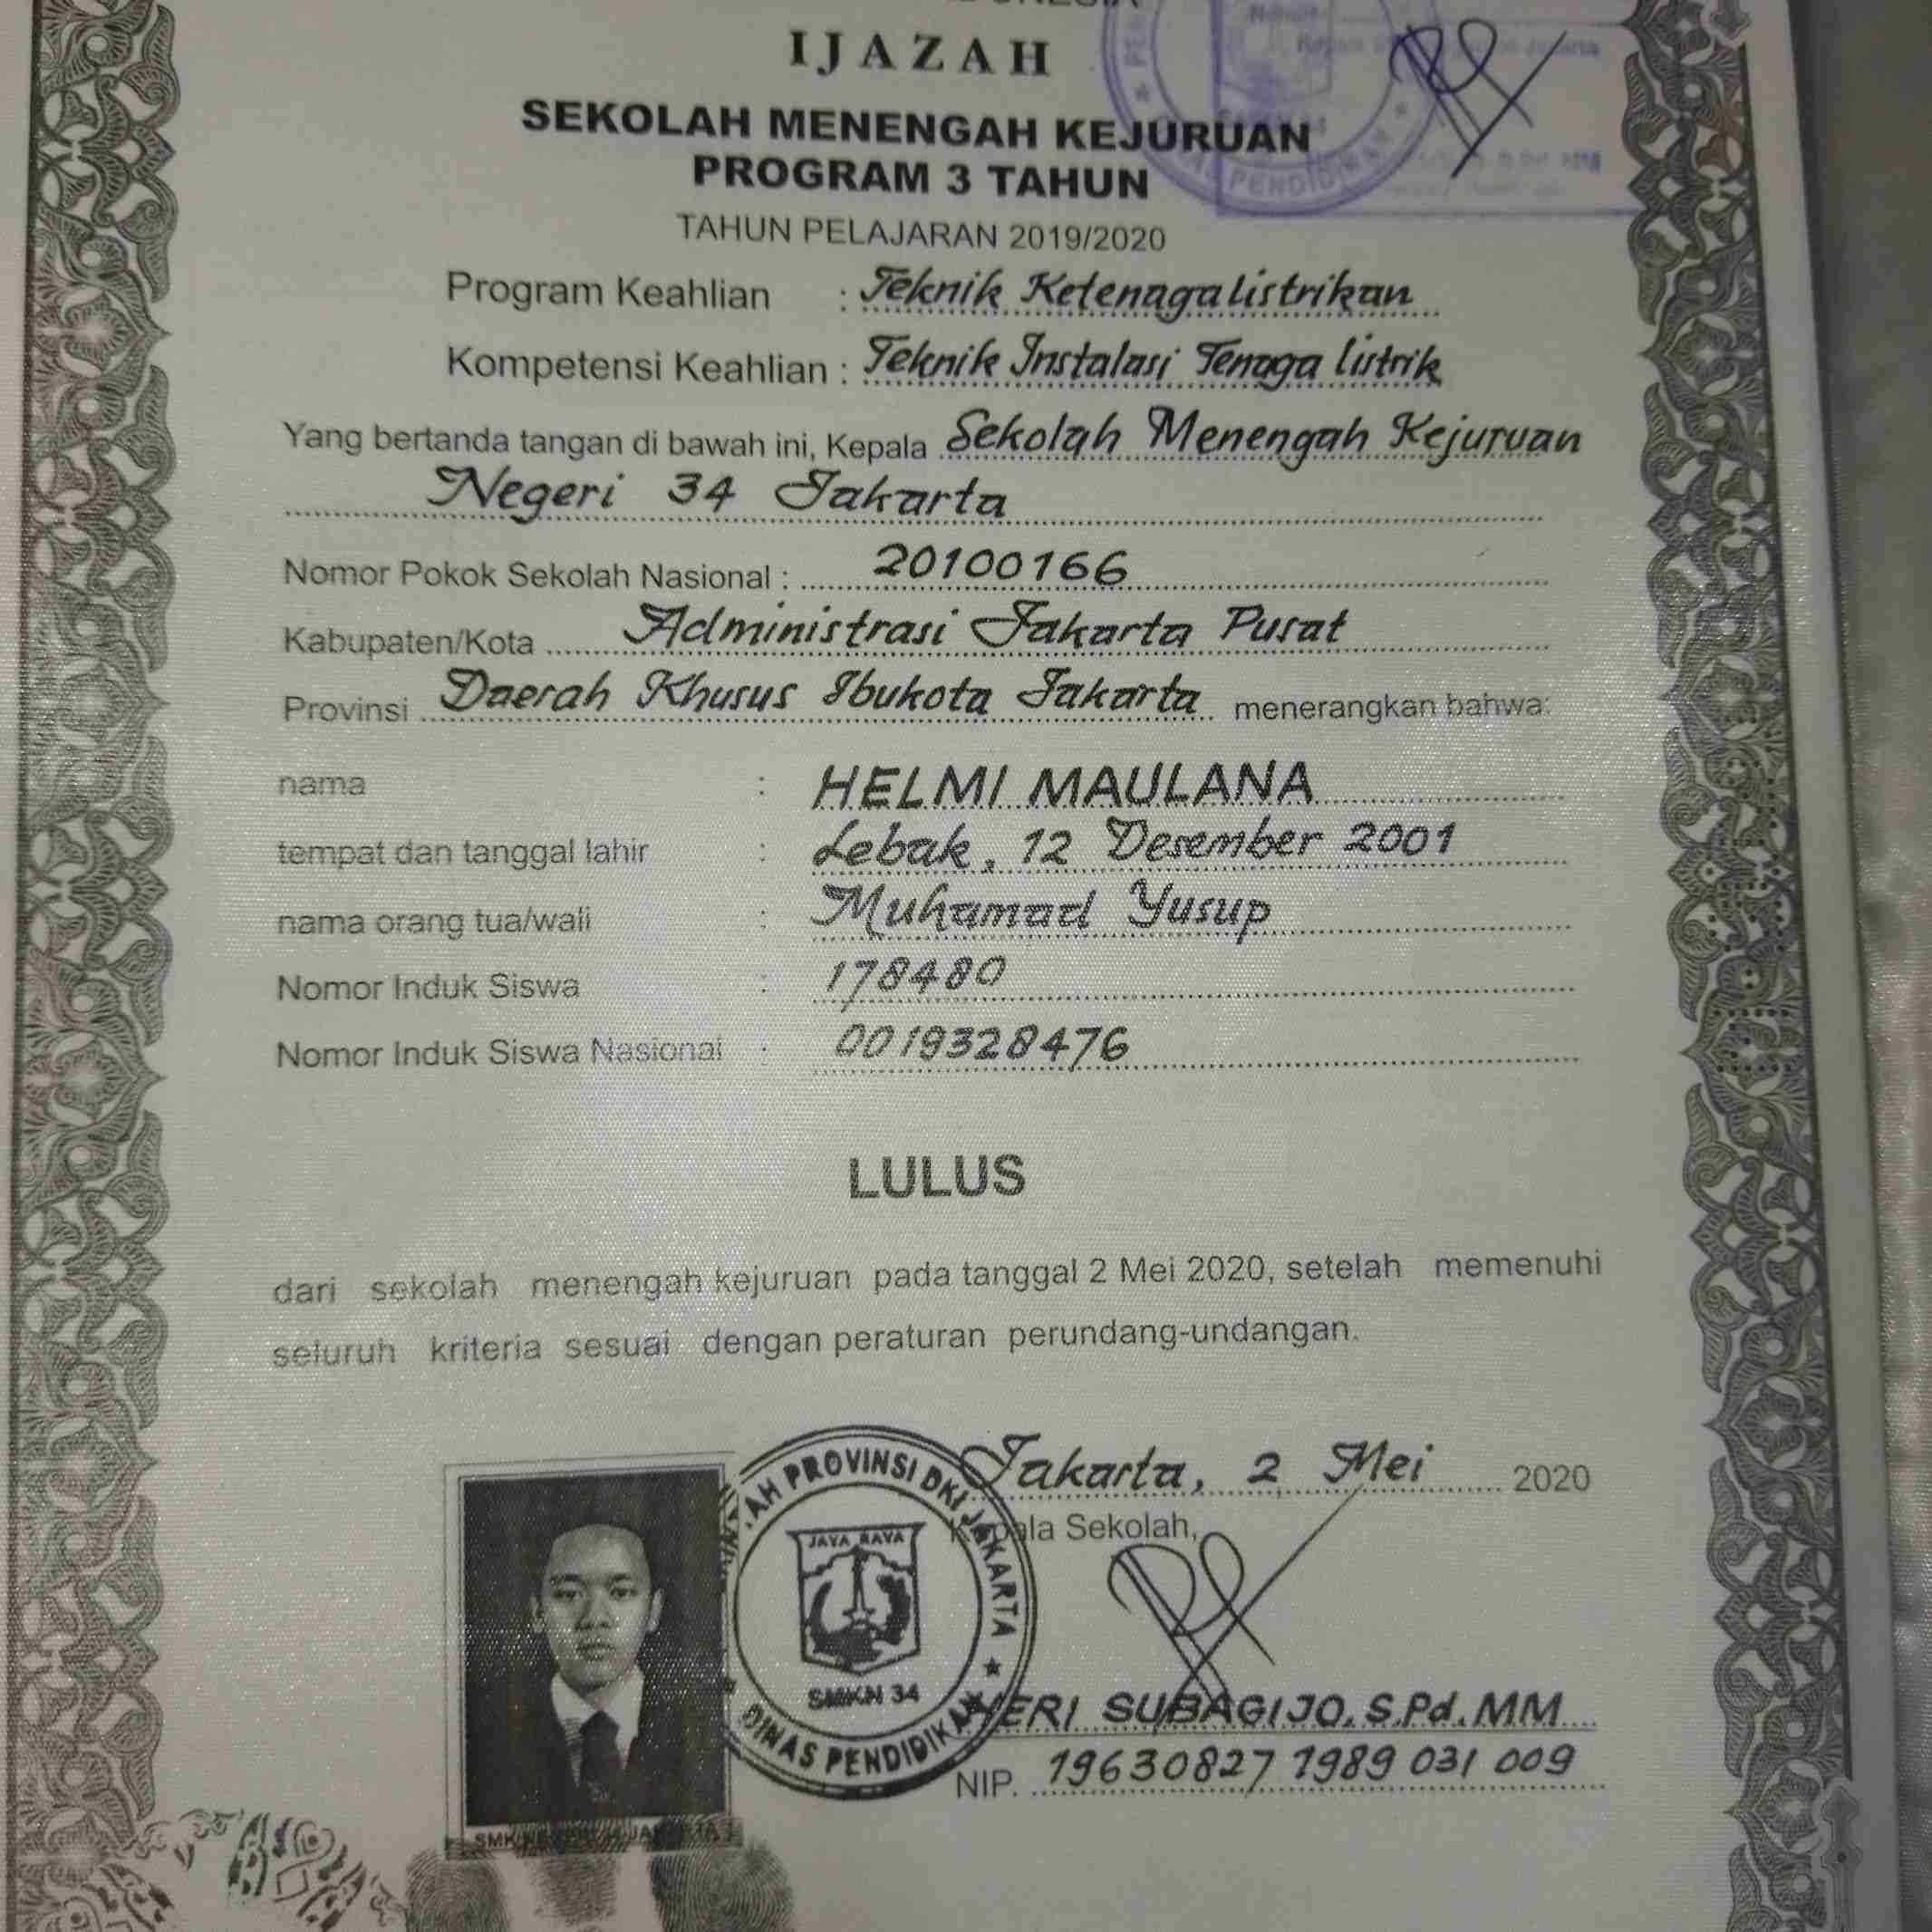 IJAZAH
SEKOLAH MENENGAH KEJURUAN
PROGRAM 3 TAHUN
TAHUN PELAJARAN 2019/2020
Program Keahlian : Teknik Ketenagalistrikan
Kompetensi Keahlian : Teknik Instalasi Tenaga listrik
Yang bertanda tangan di bawah ini, Kepala Sekolah Menengah Kejuruan
Negeri 34 Jakarta
Nomor Pokok Sekolah Nasional : 20100166
Kabupaten/Kota Administrasi Jakarta Pusat
Provinsi Daerah Khusus Ibukota Jakarta menerangkan bahwa:
nama : HELMI MAULANA
tempat dan tanggal lahir : Lebak, 12 Desember 2001
nama orang tua/wali : Muhamad Yusup
Nomor Induk Siswa : 178480
Nomor Induk Siswa Nasional : 0019328476
LULUS
dari sekolah menengah kejuruan pada tanggal 2 Mei 2020, setelah memenuhi
seluruh kriteria sesuai dengan peraturan perundang-undangan.
Jakarta, 2 Mei 2020
Kepala Sekolah,
PROVINSI DKI JAKARTA
JAYA RAYA
SMKN 34
DINAS PENDIDIKAN
HERI SUBAGIJO, S.Pd, MM
NIP. 19630827 1989 031 009